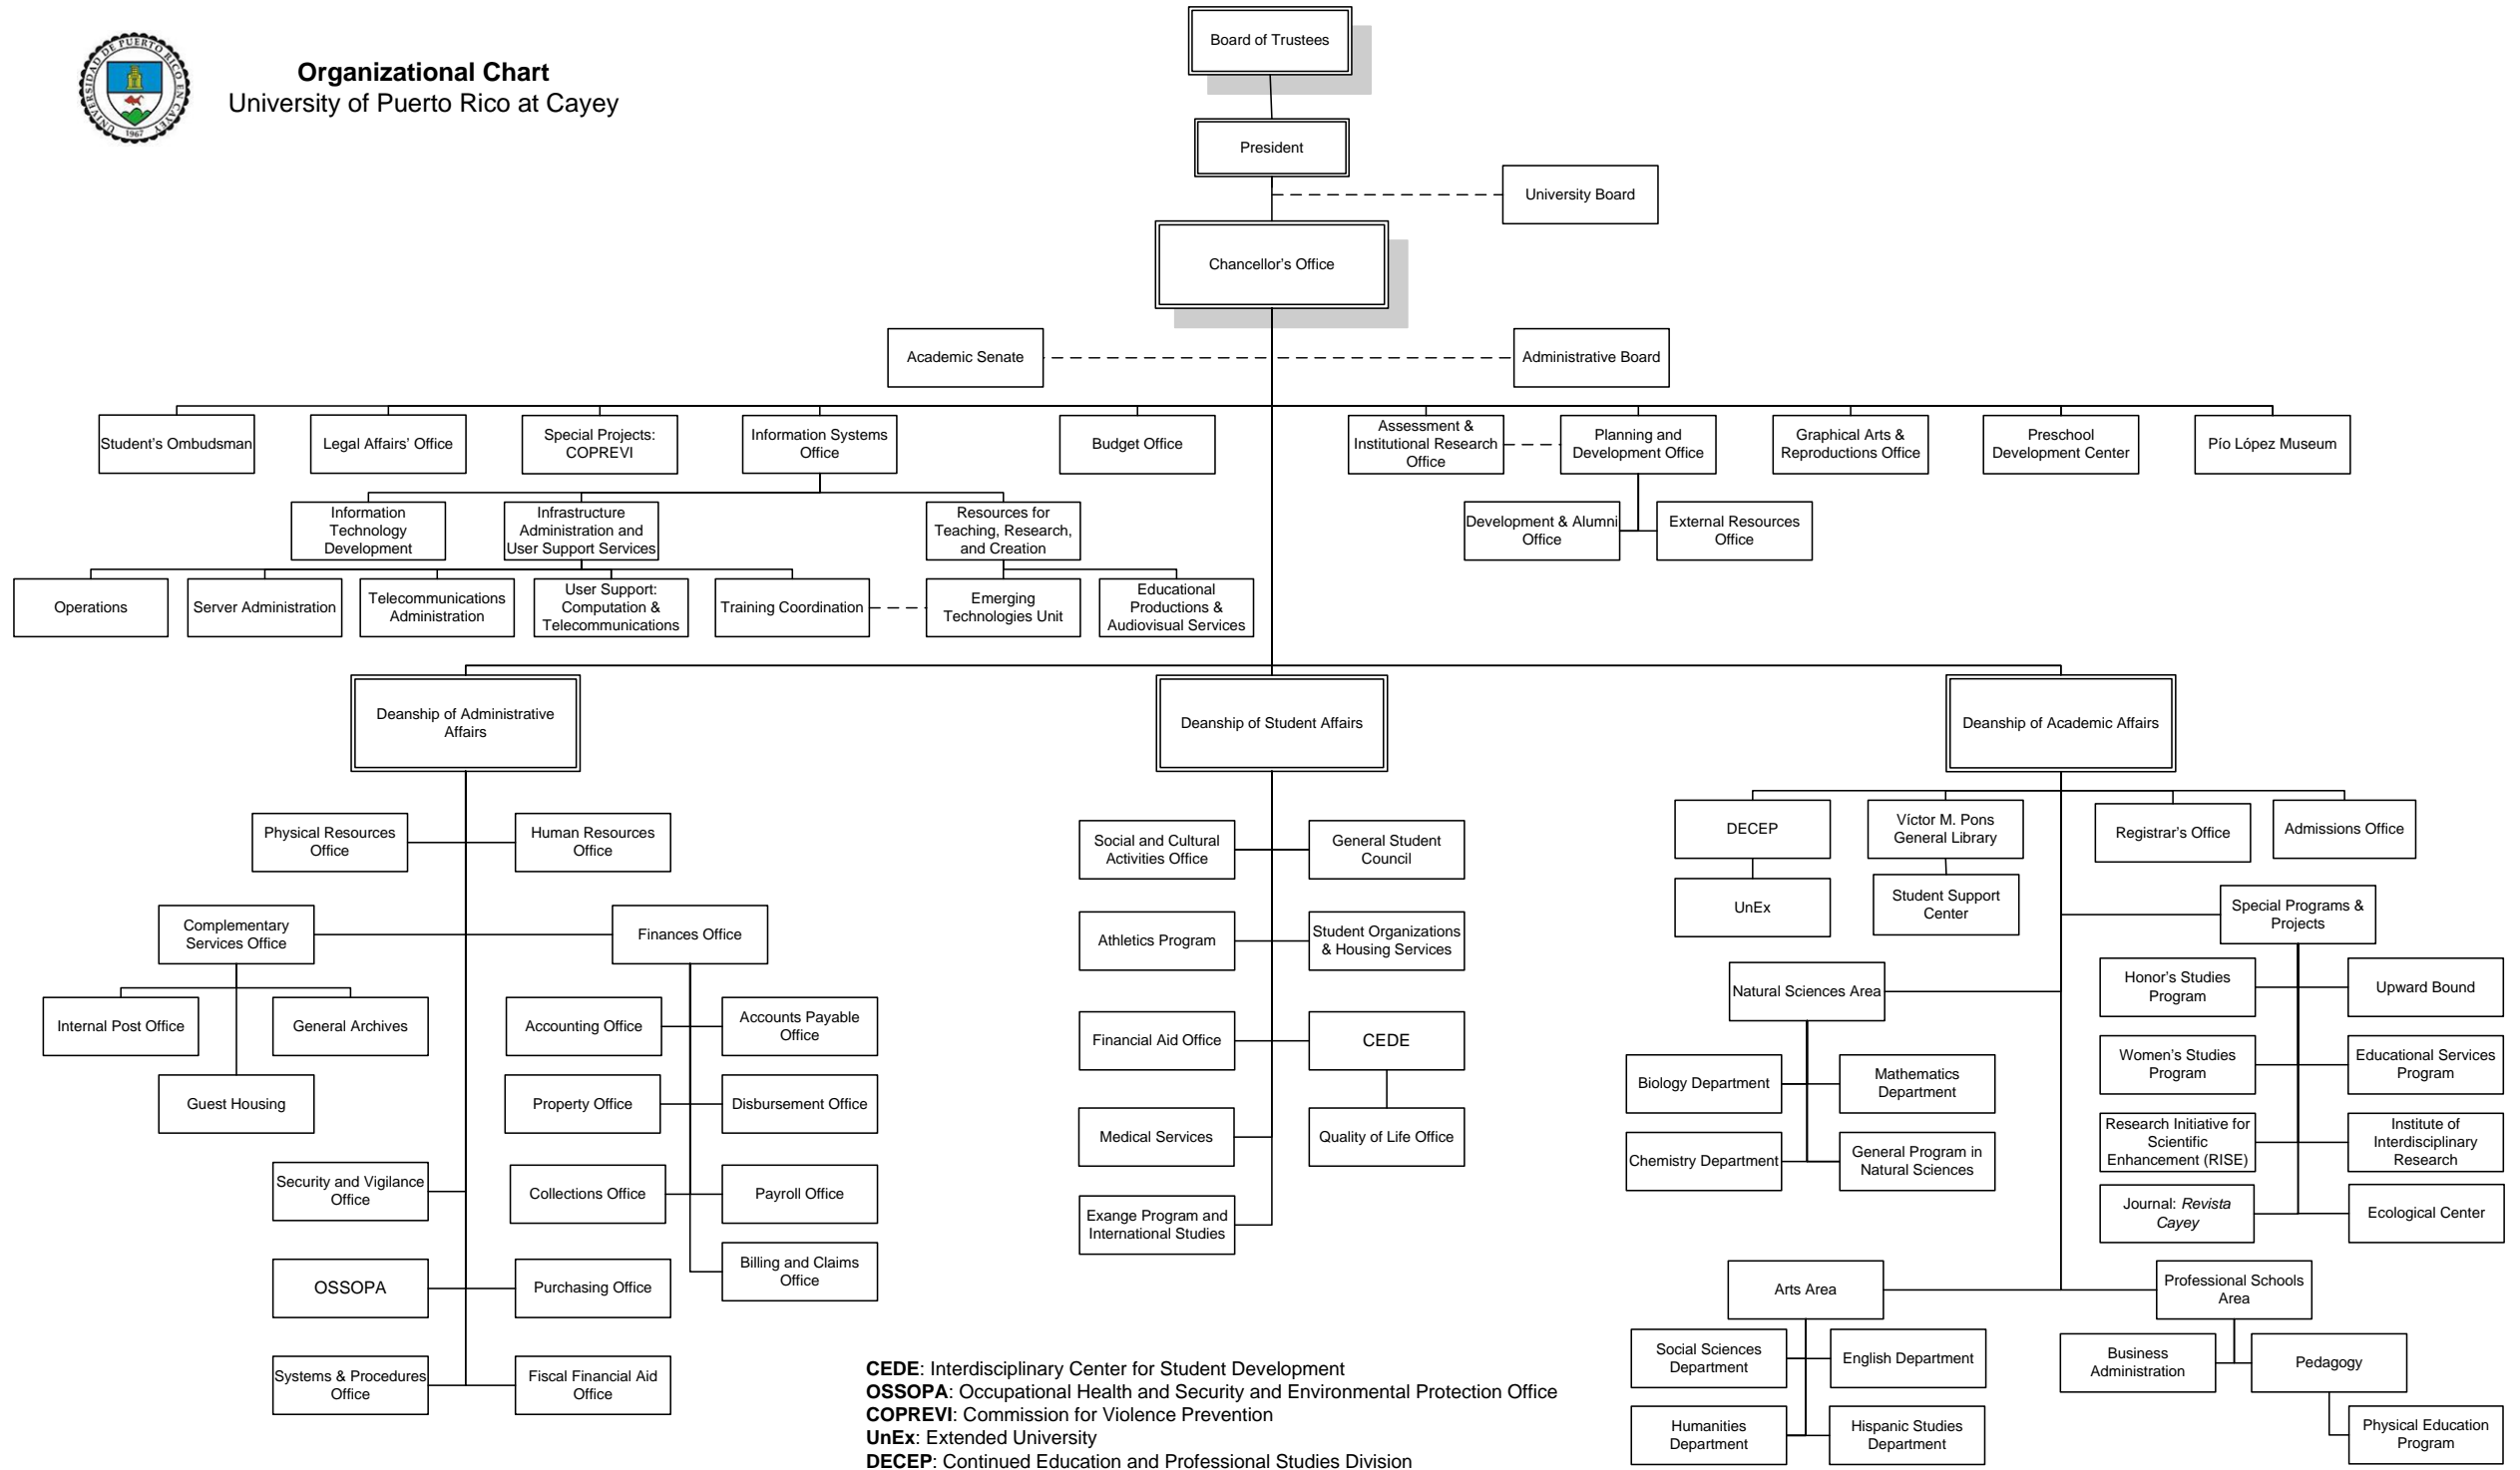 UNIVERSIDAD DE PUERTO RICO EN CAYEY
1967
Organizational Chart
University of Puerto Rico at Cayey
Board of Trustees
President
University Board
Chancellor's Office
Academic Senate
Administrative Board
Student's Ombudsman
Legal Affairs' Office
Special Projects:
COPREVI
Information Systems
Office
Budget Office
Assessment &
Institutional Research
Office
Planning and
Development Office
Graphical Arts &
Reproductions Office
Preschool
Development Center
Pío López Museum
Information
Technology
Development
Infrastructure
Administration and
User Support Services
Resources for
Teaching, Research,
and Creation
Development & Alumni
Office
External Resources
Office
Operations
Server Administration
Telecommunications
Administration
User Support:
Computation &
Telecommunications
Training Coordination
Emerging
Technologies Unit
Educational
Productions &
Audiovisual Services
Deanship of Administrative
Affairs
Deanship of Student Affairs
Deanship of Academic Affairs
Physical Resources
Office
Human Resources
Office
Complementary
Services Office
Finances Office
Internal Post Office
General Archives
Guest Housing
Accounting Office
Accounts Payable
Office
Property Office
Disbursement Office
Security and Vigilance
Office
Collections Office
Payroll Office
Billing and Claims
Office
OSSOPA
Purchasing Office
Systems & Procedures
Office
Fiscal Financial Aid
Office
Social and Cultural
Activities Office
General Student
Council
Athletics Program
Student Organizations
& Housing Services
Financial Aid Office
CEDE
Medical Services
Quality of Life Office
Exange Program and
International Studies
DECEP
Víctor M. Pons
General Library
Registrar's Office
Admissions Office
UnEx
Student Support
Center
Special Programs &
Projects
Natural Sciences Area
Honor's Studies
Program
Upward Bound
Biology Department
Mathematics
Department
Women's Studies
Program
Educational Services
Program
Chemistry Department
General Program in
Natural Sciences
Research Initiative for
Scientific
Enhancement (RISE)
Institute of
Interdisciplinary
Research
Journal: Revista
Cayey
Ecological Center
Arts Area
Professional Schools
Area
Social Sciences
Department
English Department
Business
Administration
Pedagogy
Humanities
Department
Hispanic Studies
Department
Physical Education
Program
CEDE: Interdisciplinary Center for Student Development
OSSOPA: Occupational Health and Security and Environmental Protection Office
COPREVI: Commission for Violence Prevention
UnEx: Extended University
DECEP: Continued Education and Professional Studies Division